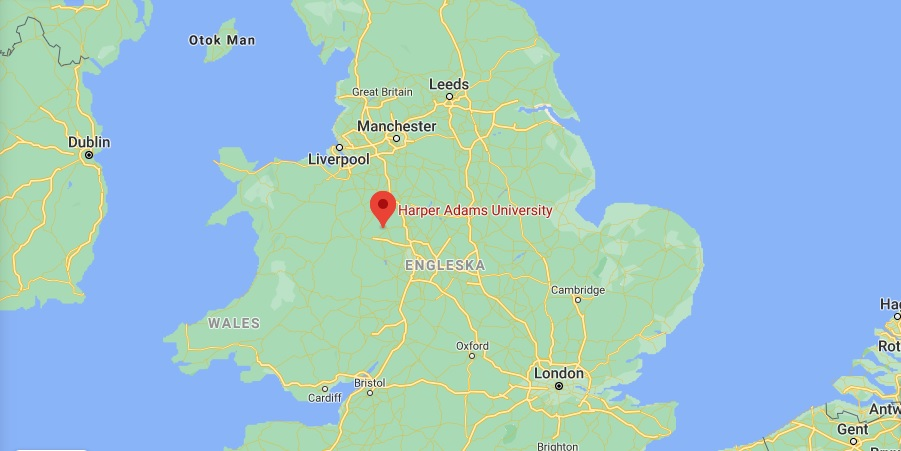 Otok Man
Leeds
Great Britain
Manchester
Dublin
Liverpool
Harper Adams University
ENGLESKA
Cambridge
WALES
Oxford
London
Bristol
Cardiff
Gent
Brighton